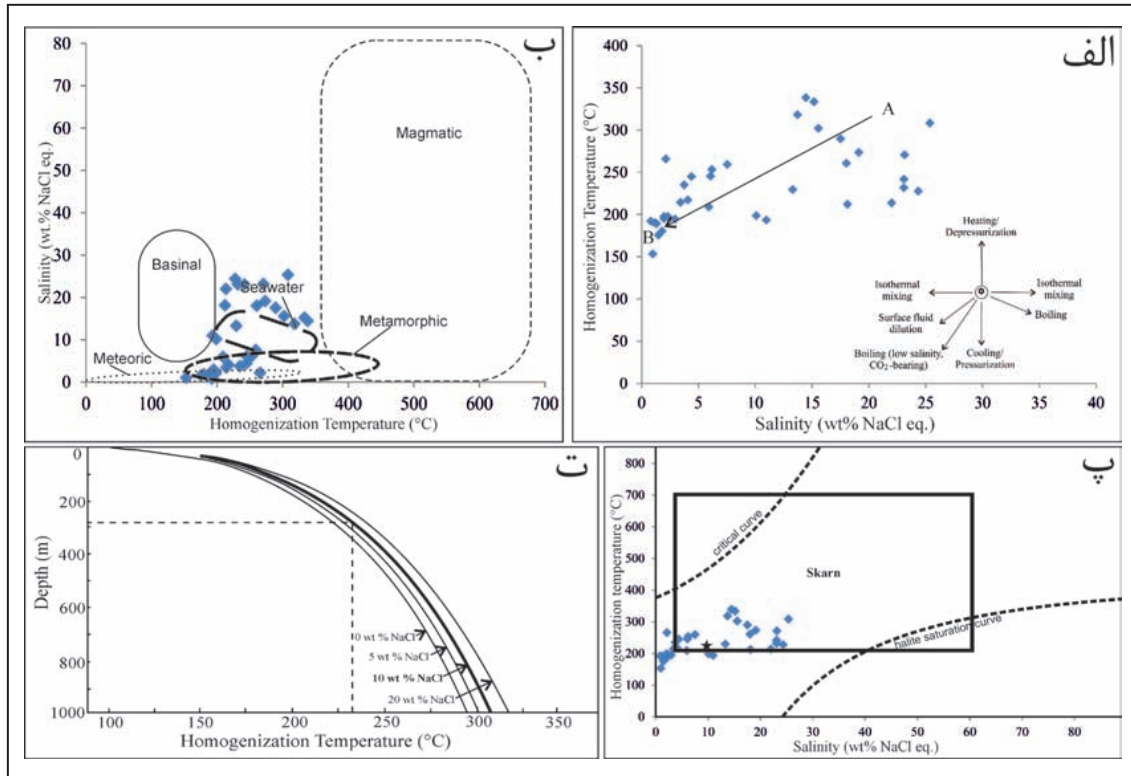 الف
Homogenization Temperature (°C)
400
350
300
250
200
150
100
50
0
0 5 10 15 20 25 30 35 40
Salinity (wt% NaCl eq.)
A
B
Heating/
Depressurization
Isothermal
mixing
Isothermal
mixing
Surface fluid
dilution
Boiling
Boiling (low salinity,
CO₂-bearing)
Cooling/
Pressurization
ب
Salinity (wt.% NaCl eq.)
80
70
60
50
40
30
20
10
0
0 100 200 300 400 500 600 700
Homogenization Temperature (°C)
Magmatic
Basinal
Seawater
Metamorphic
Meteoric
پ
Homogenization temperature (°C)
800
700
600
500
400
300
200
100
0
0 10 20 30 40 50 60 70 80
Salinity (wt% NaCl eq.)
critical curve
Skarn
halite saturation curve
ت
Depth (m)
0
200
400
600
800
1000
100 150 200 225 250 275 300 350
Homogenization Temperature (°C)
0 wt % NaCl
5 wt % NaCl
10 wt % NaCl
20 wt % NaCl